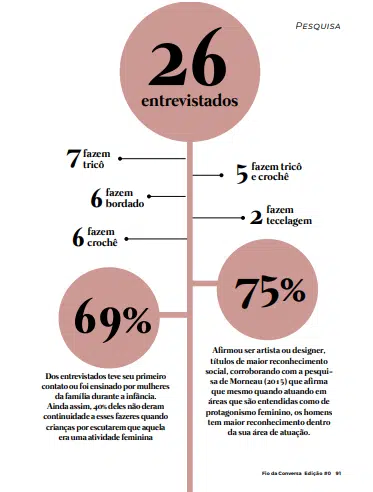 PESQUISA
26
entrevistados
7 fazem
tricô
5 fazem tricô
e crochê
6 fazem
bordado
2 fazem
tecelagem
6 fazem
crochê
75%
69%
Afirmou ser artista ou designer,
títulos de maior reconhecimento
social, corroborando com a pesqui-
sa de Morneau (2015) que afirma
que mesmo quando atuando em
áreas que são entendidas como de
protagonismo feminino, os homens
tem maior reconhecimento dentro
da sua área de atuação.
Dos entrevistados teve seu primeiro
contato ou foi ensinado por mulheres
da família durante a infância.
Ainda assim, 40% deles não deram
continuidade a esses fazeres quando
crianças por escutarem que aquela
era uma atividade feminina
Fio da Conversa Edição #0 91